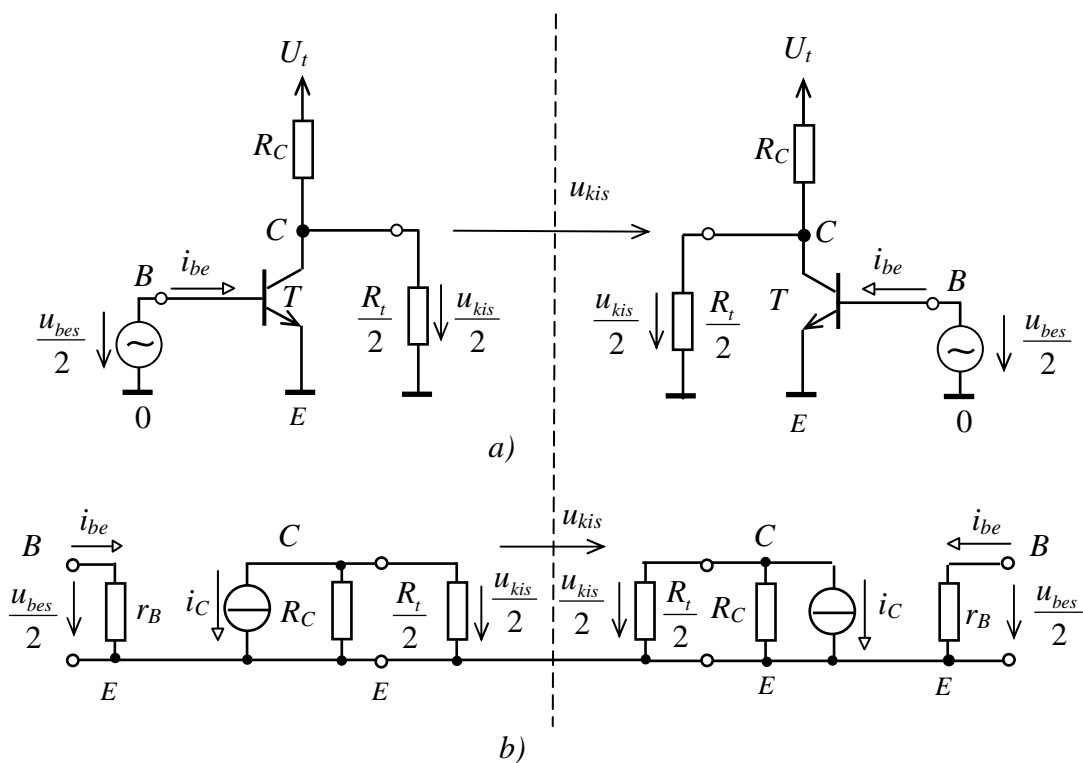 U_t U_t
R_C R_C
u_kis
C C
i_be i_be
B T R_t/2 u_kis/2 u_kis/2 R_t/2 T B
u_bes/2 ~ ~ u_bes/2
0 E E 0
a)
i_be u_kis i_be
B C C B
u_bes/2 r_B i_C R_C R_t/2 u_kis/2 u_kis/2 R_t/2 R_C i_C r_B u_bes/2
E E E E
b)